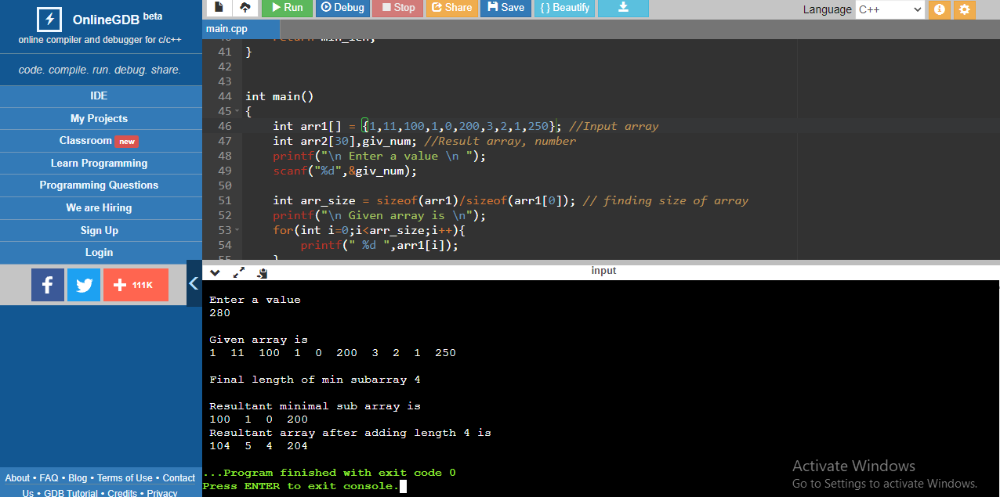 OnlineGDB beta
online compiler and debugger for c/c++
code. compile. run. debug. share.
IDE
My Projects
Classroom new
Learn Programming
Programming Questions
We are Hiring
Sign Up
Login
f
+ 111K
About • FAQ • Blog • Terms of Use • Contact
Us • GDB Tutorial • Credits • Privacy
Run Debug Stop Share Save { } Beautify
Language C++
main.cpp
40 return min_len;
41 }
42
43
44 int main()
45 {
46 int arr1[] = {1,11,100,1,0,200,3,2,1,250}; //Input array
47 int arr2[30],giv_num; //Result array, number
48 printf("\n Enter a value \n ");
49 scanf("%d",&giv_num);
50
51 int arr_size = sizeof(arr1)/sizeof(arr1[0]); // finding size of array
52 printf("\n Given array is \n");
53 for(int i=0;i<arr_size;i++){
54 printf(" %d ",arr1[i]);
55 }
input
Enter a value
280
Given array is
1 11 100 1 0 200 3 2 1 250
Final length of min subarray 4
Resultant minimal sub array is
100 1 0 200
Resultant array after adding length 4 is
104 5 4 204
...Program finished with exit code 0
Press ENTER to exit console.
Activate Windows
Go to Settings to activate Windows.